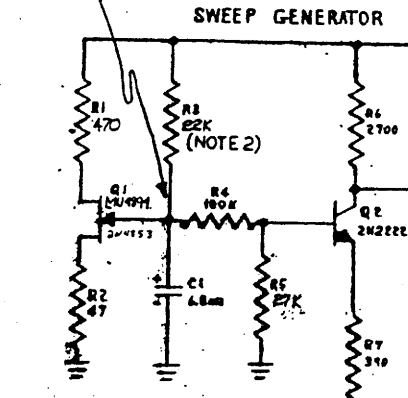 SWEEP GENERATOR
R1
470
R3
22K
(NOTE 2)
R6
2700
Q1
R4
Q2
2N2222
R2
47
C1
R5
27K
R7
390